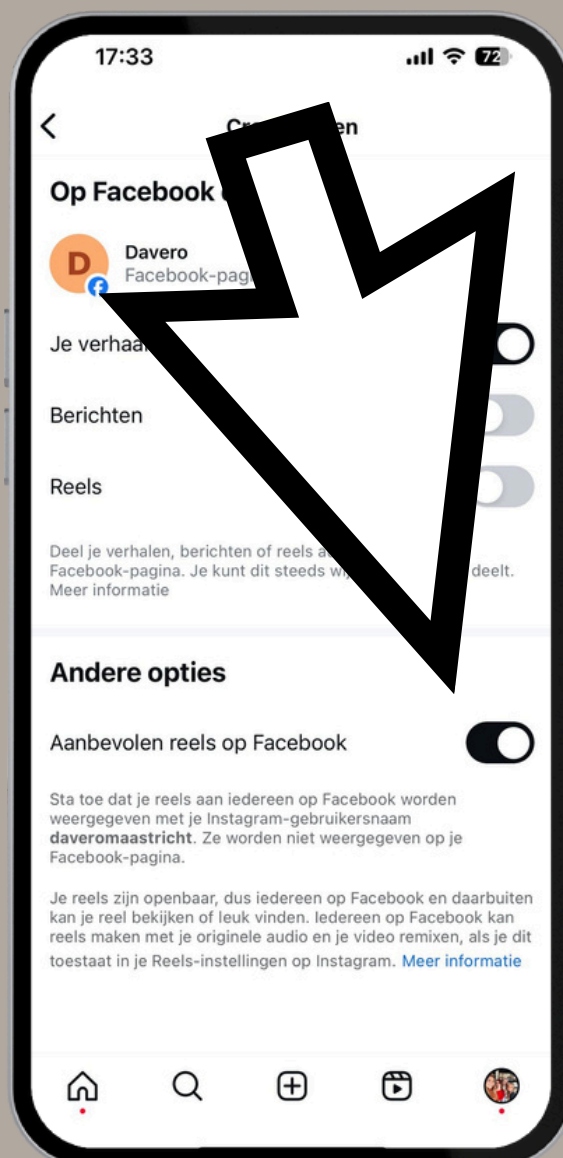 17:33
72
Op Facebook
D
Davero
Je
Berichten
Reels
Deel je verhalen, berichten of reels
Facebook-pagina. Je kunt dit steeds deelt.
Meer informatie
Andere opties
Aanbevolen reels op Facebook
Sta toe dat je reels aan iedereen op Facebook worden
weergegeven met je Instagram-gebruikersnaam
daveromaastricht. Ze worden niet weergegeven op je
Facebook-pagina.
Je reels zijn openbaar, dus iedereen op Facebook en daarbuiten
kan je reel bekijken of leuk vinden. Iedereen op Facebook kan
reels maken met je originele audio en je video remixen, als je dit
toestaat in je Reels-instellingen op Instagram. Meer informatie